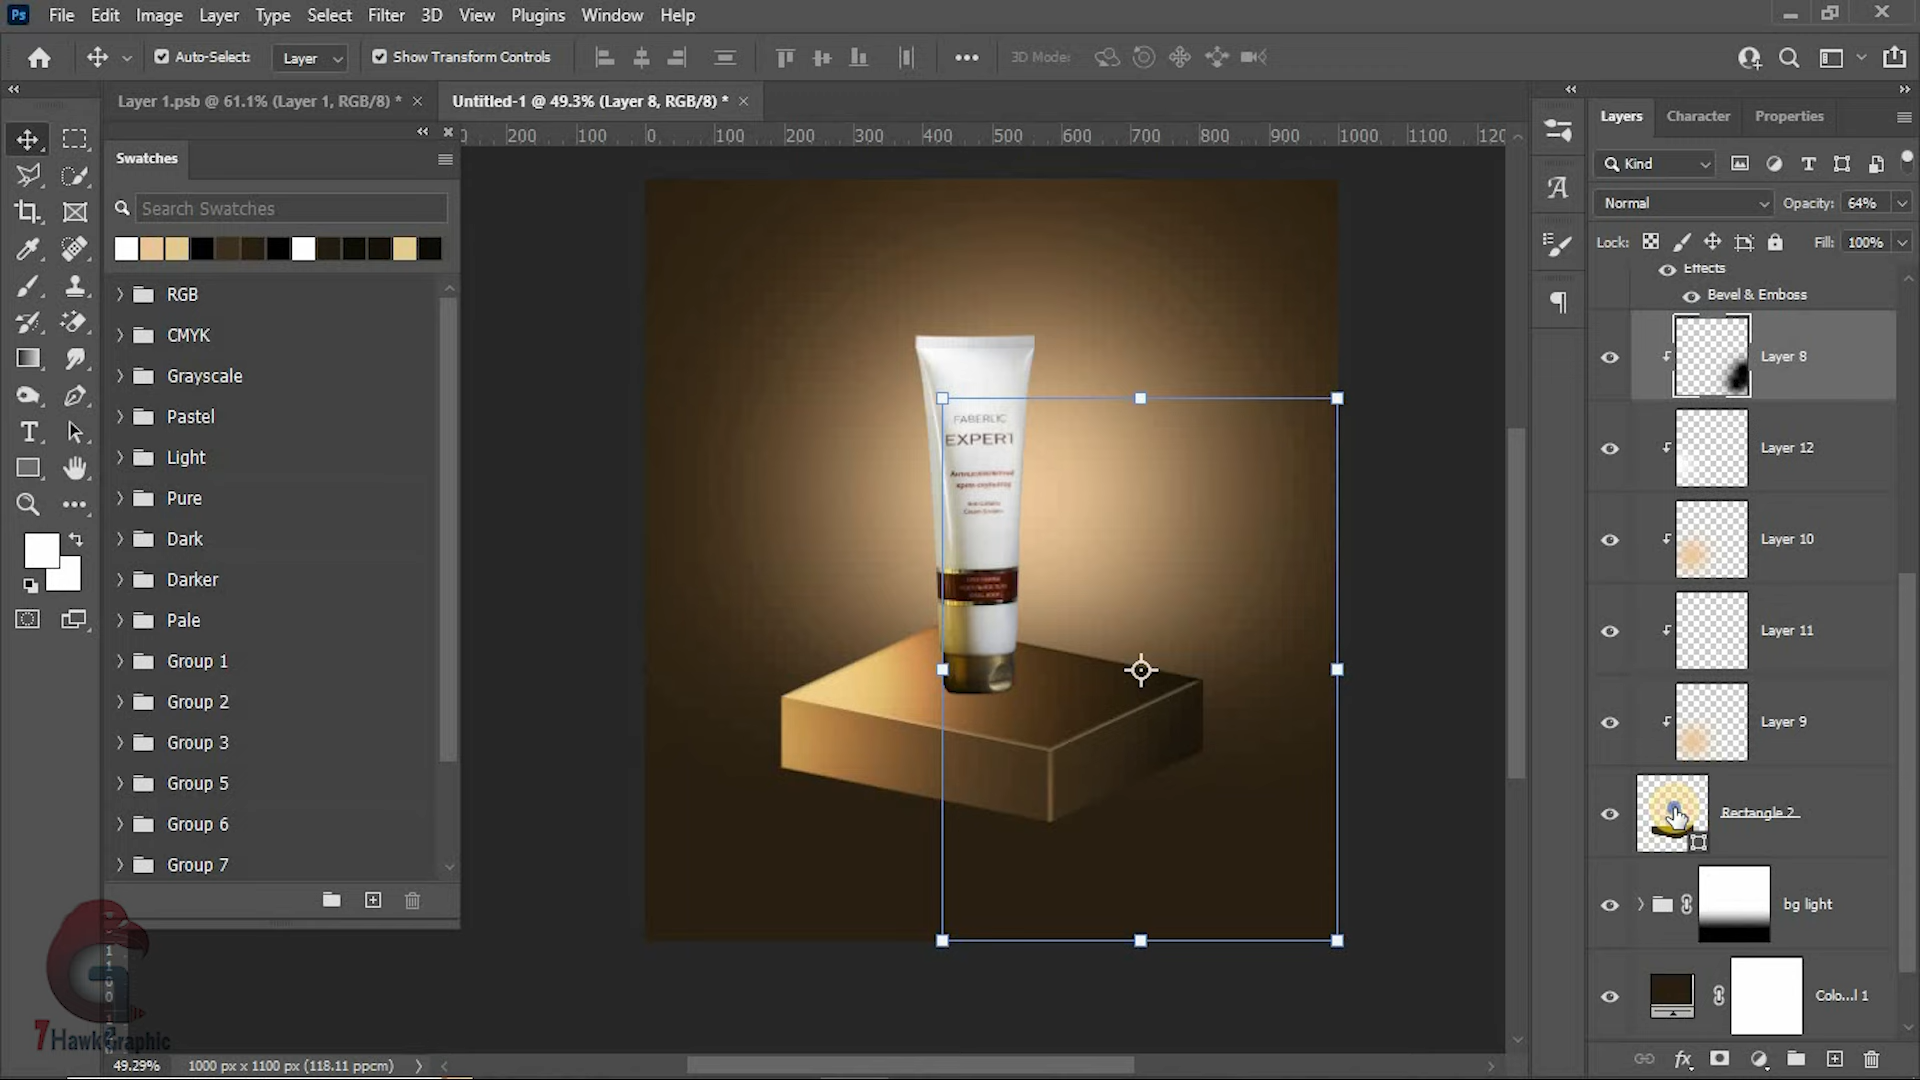 Ps File Edit Image Layer Type Select Filter 3D View Plugins Window Help
Auto-Select: Layer Show Transform Controls 3D Mode:
Layer 1.psb @ 61.1% (Layer 1, RGB/8) * Untitled-1 @ 49.3% (Layer 8, RGB/8) *
Swatches
Search Swatches
RGB
CMYK
Grayscale
Pastel
Light
Pure
Dark
Darker
Pale
Group 1
Group 2
Group 3
Group 5
Group 6
Group 7
0 200 100 0 100 200 300 400 500 600 700 800 900 1000 1100 120
FABERLIC
EXPERT
Layers Character Properties
Kind
Normal Opacity: 64%
Lock: Fill: 100%
Effects
Bevel & Emboss
Layer 8
Layer 12
Layer 10
Layer 11
Layer 9
Rectangle 2
bg light
Colo...l 1
7HawkGraphic
49.29% 1000 px x 1100 px (118.11 ppcm)